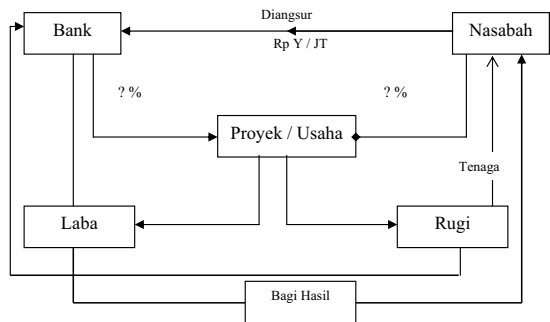 Diangsur
Bank
Nasabah
Rp Y / JT
? %
? %
Proyek / Usaha
Tenaga
Laba
Rugi
Bagi Hasil